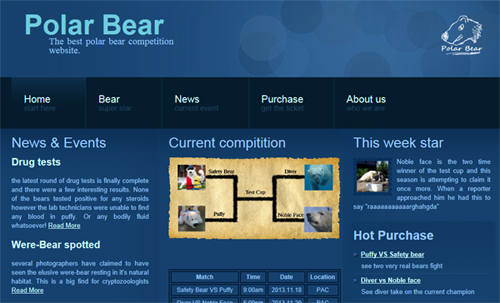 Polar Bear
The best polar bear competition
website.
Polar Bear
Home
start here
Bear
super star
News
current event
Purchase
get the ticket
About us
who we are
News & Events
Drug tests
the latest round of drug tests is finally complete
and there were a few interesting results. None
of the bears tested positive for any steroids
however the lab technicians were unable to find
any blood in puffy. Or any bodily fluid
whatsoever! Read More
Were-Bear spotted
several photographers have claimed to have
seen the elusive were-bear resting in it's natural
habitat. This is a big find for cryptozoologists
Read More
Current compitition
Safety Bear
Diver
Test Cup
Puffy
Noble Face
Match Time Date Location
Safety Bear VS Puffy 9:00am 2013.11.18 PAC
Diver VS Noble Face 2013.11.20 PAC
This week star
Noble face is the two time
winner of the test cup and this
season is attempting to claim it
once more. When a reporter
approached him he had this to
say "raaaaaaaaaaarghahgda"
Hot Purchase
Puffy VS Safety bear
see two very real bears fight
Diver vs Noble face
See diver take on the current champion